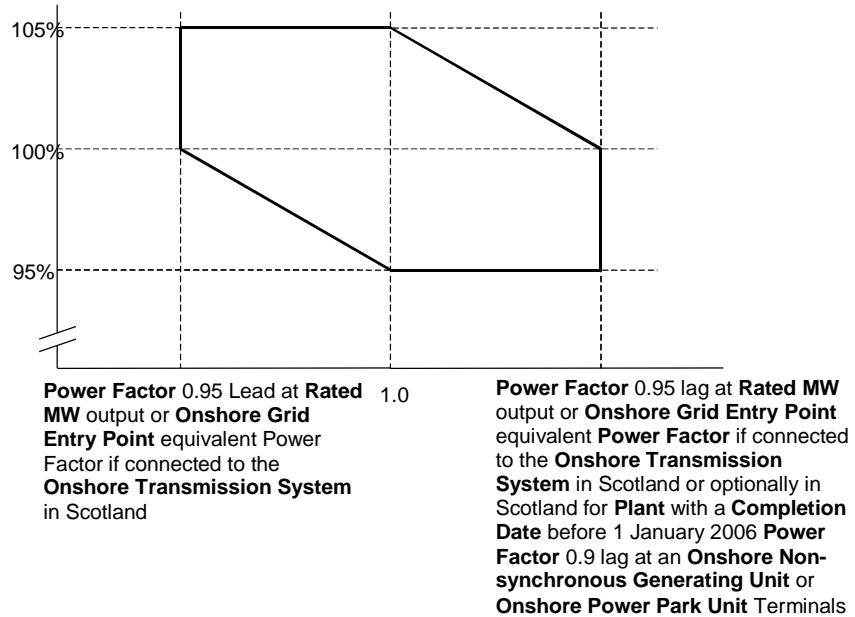 105%
100%
95%
Power Factor 0.95 Lead at Rated
MW output or Onshore Grid
Entry Point equivalent Power
Factor if connected to the
Onshore Transmission System
in Scotland
1.0
Power Factor 0.95 lag at Rated MW
output or Onshore Grid Entry Point
equivalent Power Factor if connected
to the Onshore Transmission
System in Scotland or optionally in
Scotland for Plant with a Completion
Date before 1 January 2006 Power
Factor 0.9 lag at an Onshore Non-
synchronous Generating Unit or
Onshore Power Park Unit Terminals